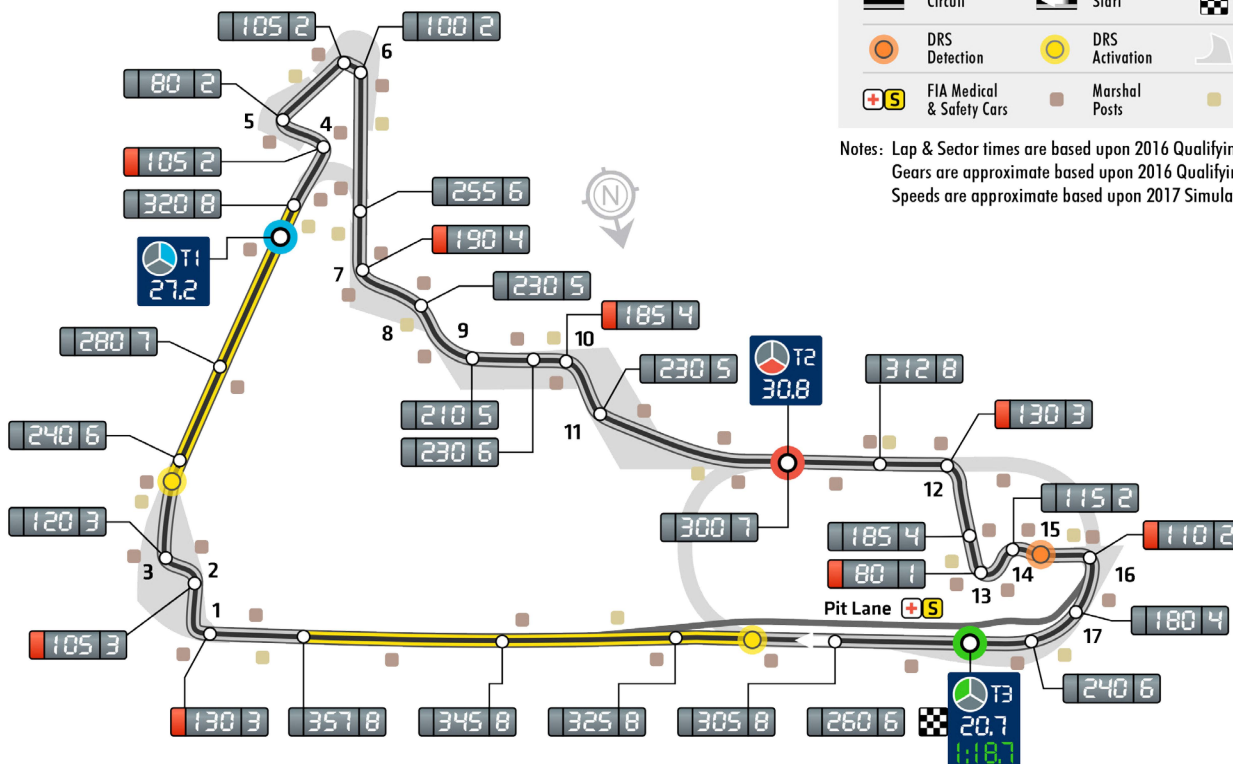 Circuit
Start
DRS
Detection
DRS
Activation
FIA Medical
& Safety Cars
Marshal
Posts
Notes: Lap & Sector times are based upon 2016 Qualifyin
Gears are approximate based upon 2016 Qualifyin
Speeds are approximate based upon 2017 Simula
105 2
100 2
6
80 2
5
4
105 2
320 8
255 6
N
T1
27.2
190 4
7
230 5
8
9
10
185 4
280 7
T2
30.8
230 5
312 8
210 5
11
130 3
240 6
230 6
12
115 2
120 3
300 7
185 4
15
110 2
3
2
80 1
13
14
16
1
Pit Lane + S
17
180 4
105 3
240 6
130 3
357 8
345 8
325 8
305 8
260 6
T3
20.7
1:18.7